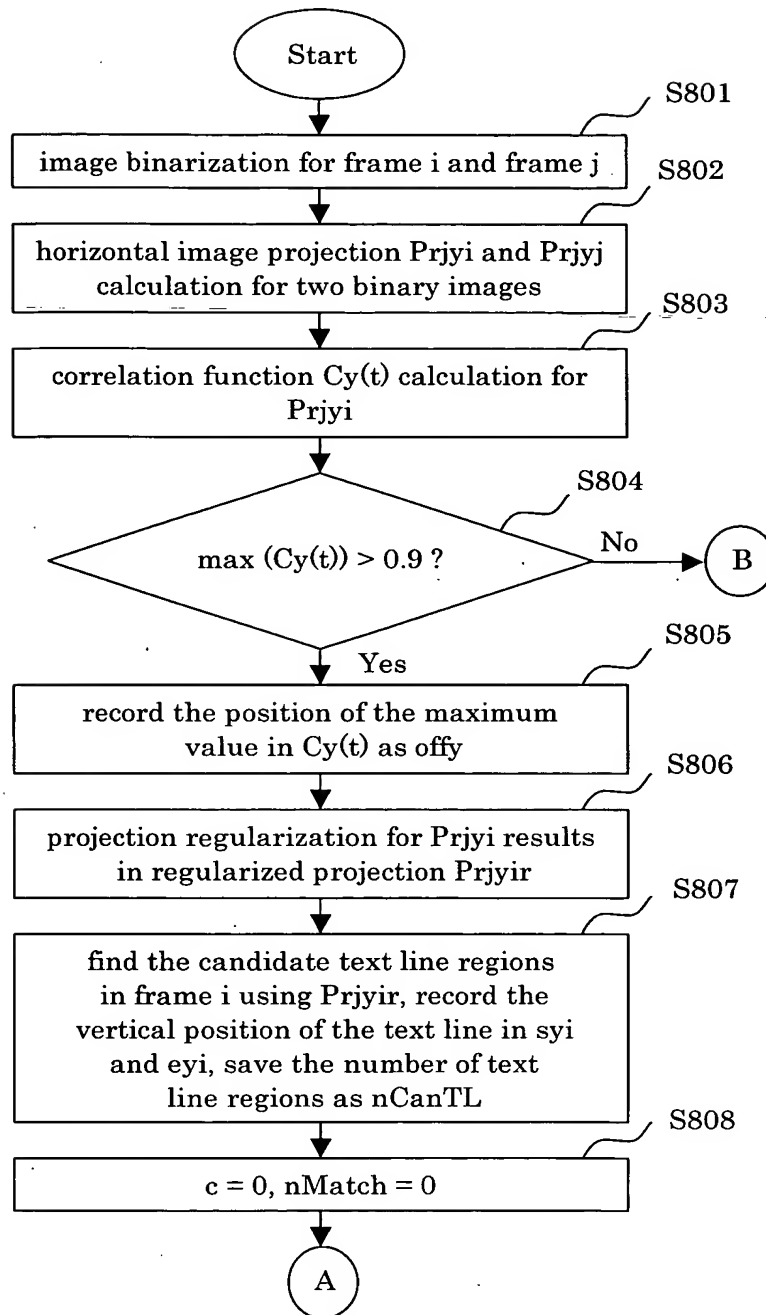 Start
S801
image binarization for frame i and frame j
S802
horizontal image projection Prjyi and Prjyj
calculation for two binary images
S803
correlation function Cy(t) calculation for
Prjyi
S804
max (Cy(t)) > 0.9 ?
No
B
Yes
S805
record the position of the maximum
value in Cy(t) as offy
S806
projection regularization for Prjyi results
in regularized projection Prjyir
S807
find the candidate text line regions
in frame i using Prjyir, record the
vertical position of the text line in syi
and eyi, save the number of text
line regions as nCanTL
S808
c = 0, nMatch = 0
A